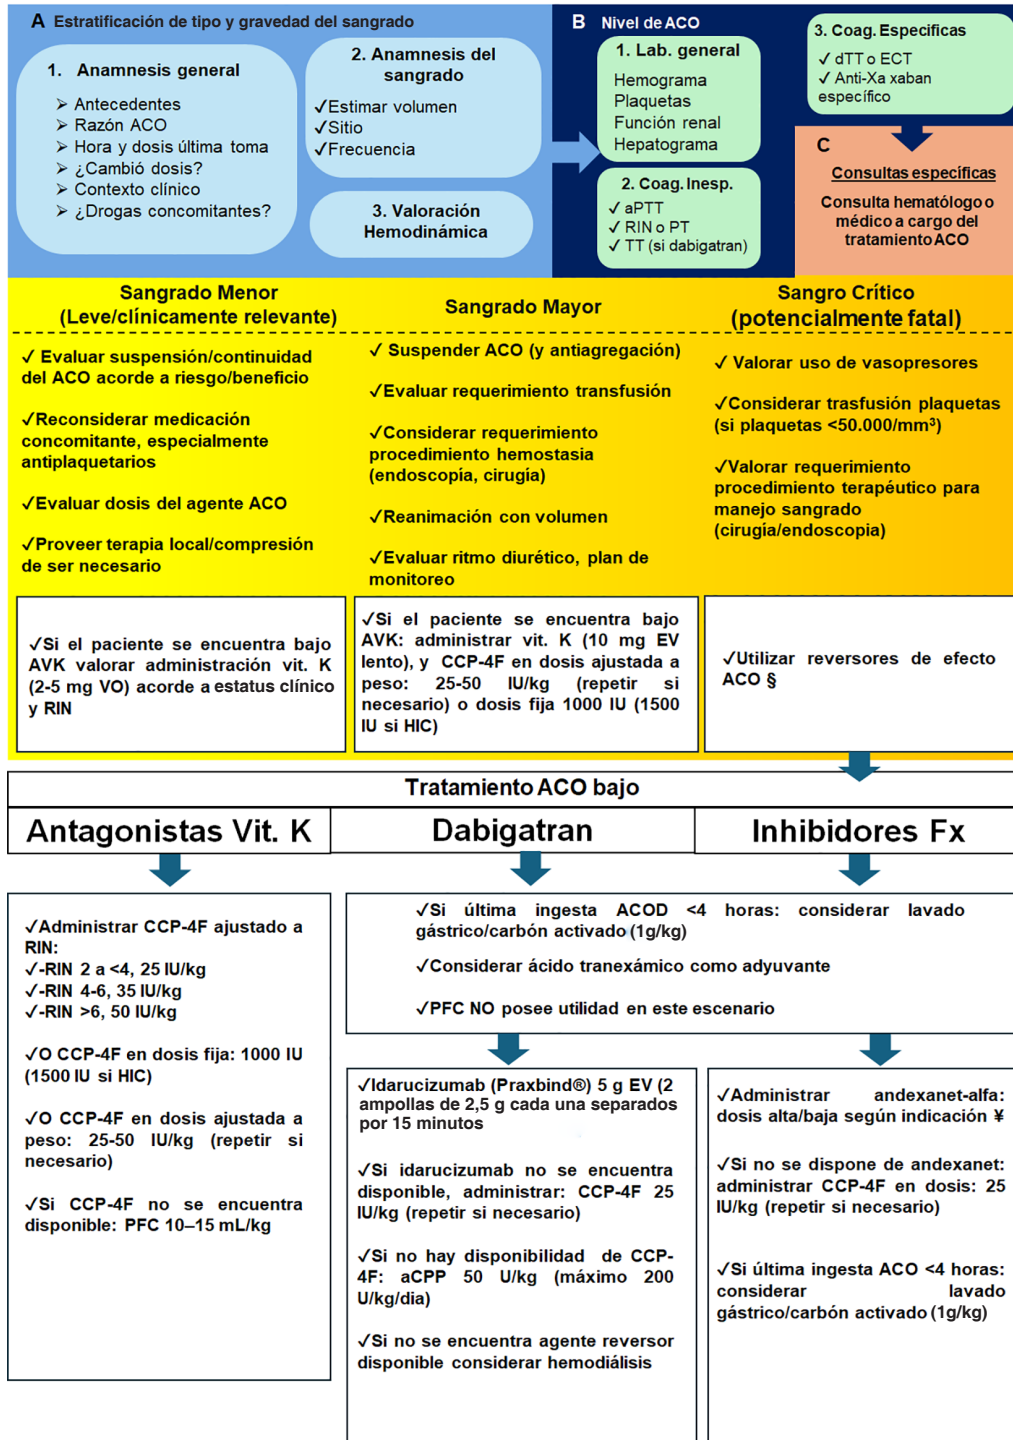 A Estratificación de tipo y gravedad del sangrado
1. Anamnesis general
➢ Antecedentes
➢ Razón ACO
➢ Hora y dosis última toma
➢ ¿Cambió dosis?
➢ Contexto clínico
➢ ¿Drogas concomitantes?
2. Anamnesis del
sangrado
✓Estimar volumen
✓Sitio
✓Frecuencia
3. Valoración
Hemodinámica
B Nivel de ACO
1. Lab. general
Hemograma
Plaquetas
Función renal
Hepatograma
2. Coag. Inesp.
✓ aPTT
✓ RIN o PT
✓ TT (si dabigatran)
3. Coag. Especificas
✓ dTT o ECT
✓ Anti-Xa xaban
específico
C
Consultas específicas
Consulta hematólogo o
médico a cargo del
tratamiento ACO
Sangrado Menor
(Leve/clínicamente relevante)
✓ Evaluar suspensión/continuidad
del ACO acorde a riesgo/beneficio
✓Reconsiderar medicación
concomitante, especialmente
antiplaquetarios
✓Evaluar dosis del agente ACO
✓Proveer terapia local/compresión
de ser necesario
✓Si el paciente se encuentra bajo
AVK valorar administración vit. K
(2-5 mg VO) acorde a estatus clínico
y RIN
Sangrado Mayor
✓ Suspender ACO (y antiagregación)
✓Evaluar requerimiento transfusión
✓Considerar requerimiento
procedimiento hemostasia
(endoscopía, cirugía)
✓Reanimación con volumen
✓Evaluar ritmo diurético, plan de
monitoreo
✓Si el paciente se encuentra bajo
AVK: administrar vit. K (10 mg EV
lento), y CCP-4F en dosis ajustada a
peso: 25-50 IU/kg (repetir si
necesario) o dosis fija 1000 IU (1500
IU si HIC)
Sangro Crítico
(potencialmente fatal)
✓ Valorar uso de vasopresores
✓Considerar trasfusión plaquetas
(si plaquetas <50.000/mm³)
✓Valorar requerimiento
procedimiento terapéutico para
manejo sangrado
(cirugía/endoscopia)
✓Utilizar reversores de efecto
ACO §
Tratamiento ACO bajo
Antagonistas Vit. K
Dabigatran
Inhibidores Fx
✓Administrar CCP-4F ajustado a
RIN:
✓-RIN 2 a <4, 25 IU/kg
✓-RIN 4-6, 35 IU/kg
✓-RIN >6, 50 IU/kg
✓O CCP-4F en dosis fija: 1000 IU
(1500 IU si HIC)
✓O CCP-4F en dosis ajustada a
peso: 25-50 IU/kg (repetir si
necesario)
✓Si CCP-4F no se encuentra
disponible: PFC 10–15 mL/kg
✓Si última ingesta ACOD <4 horas: considerar lavado
gástrico/carbón activado (1g/kg)
✓Considerar ácido tranexámico como adyuvante
✓PFC NO posee utilidad en este escenario
✓Idarucizumab (Praxbind®) 5 g EV (2
ampollas de 2,5 g cada una separados
por 15 minutos
✓Si idarucizumab no se encuentra
disponible, administrar: CCP-4F 25
IU/kg (repetir si necesario)
✓Si no hay disponibilidad de CCP-
4F: aCPP 50 U/kg (máximo 200
U/kg/dia)
✓Si no se encuentra agente reversor
disponible considerar hemodiálisis
✓Administrar andexanet-alfa:
dosis alta/baja según indicación ¥
✓Si no se dispone de andexanet:
administrar CCP-4F en dosis: 25
IU/kg (repetir si necesario)
✓Si última ingesta ACO <4 horas:
considerar lavado
gástrico/carbón activado (1g/kg)